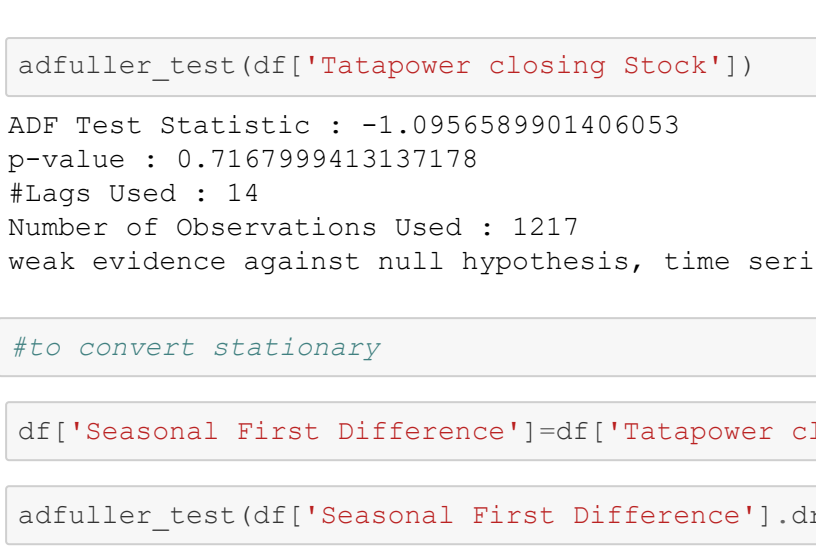 adfuller_test(df['Tatapower closing Stock'])
ADF Test Statistic : -1.0956589901406053
p-value : 0.7167999413137178
#Lags Used : 14
Number of Observations Used : 1217
weak evidence against null hypothesis, time seri
#to convert stationary
df['Seasonal First Difference']=df['Tatapower cl
adfuller_test(df['Seasonal First Difference'].dr